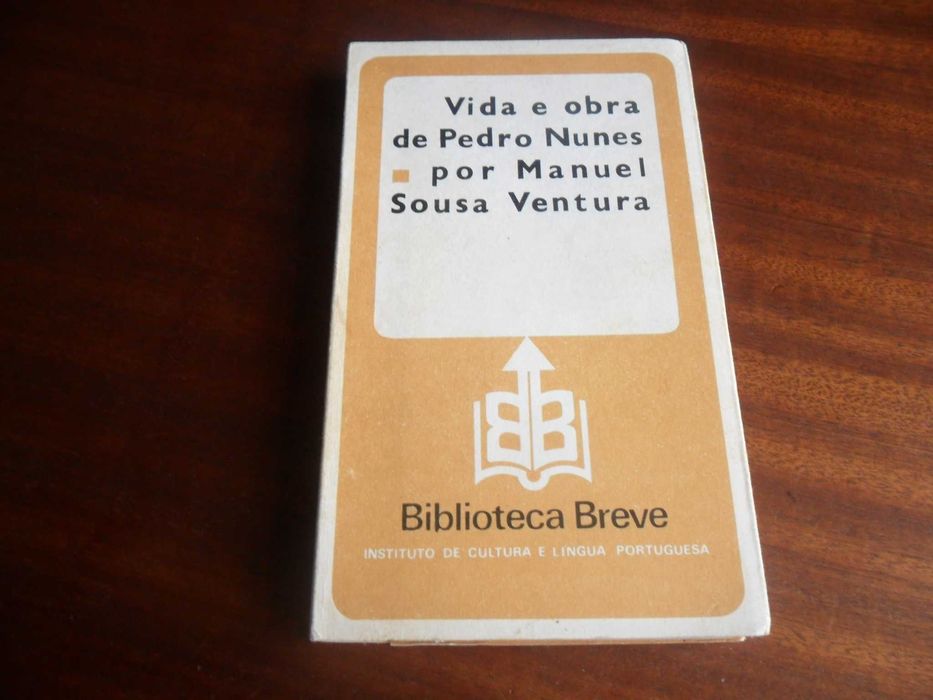 Vida e obra
de Pedro Nunes
por Manuel
Sousa Ventura
BB
Biblioteca Breve
INSTITUTO DE CULTURA E LÍNGUA PORTUGUESA